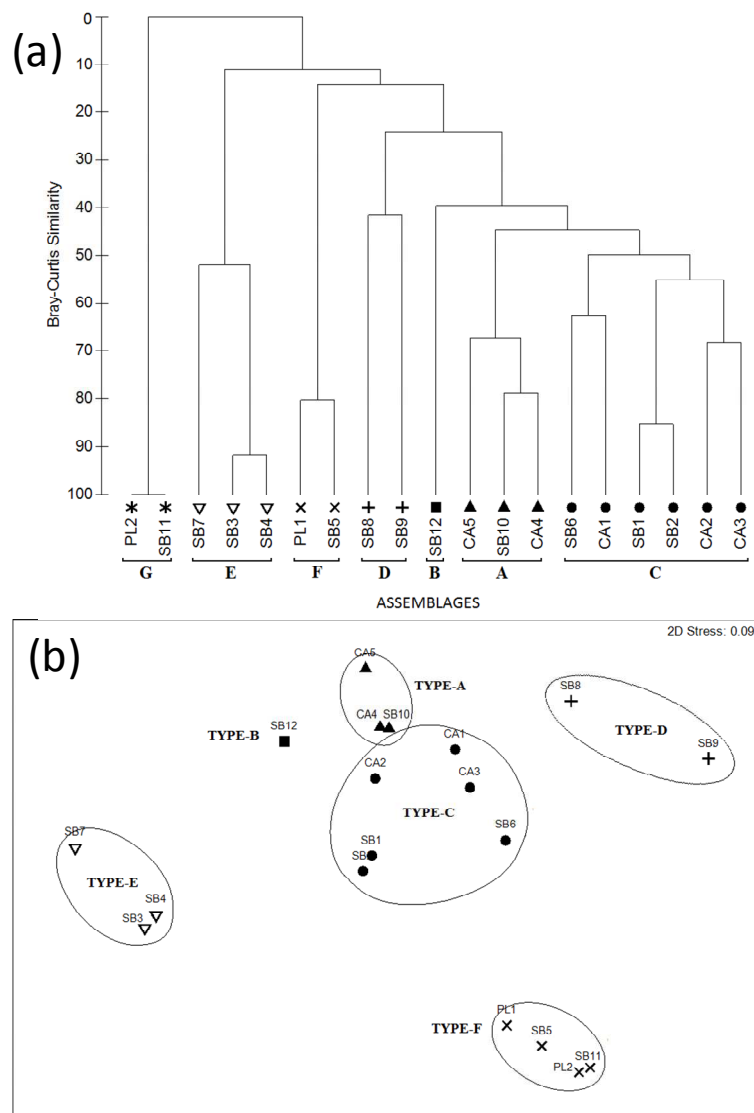 (a)
0
10
20
30
40
50
60
70
80
90
100
Bray-Curtis Similarity
PL2 SB11 SB7 SB3 SB4 PL1 SB5 SB8 SB9 SB12 CA5 SB10 CA4 SB6 CA1 SB1 SB2 CA2 CA3
G E F D B A C
ASSEMBLAGES
(b)
2D Stress: 0.09
CA5
TYPE-A
SB8
CA4 SB10
SB12
TYPE-B
TYPE-D
CA1
SB9
CA2
CA3
TYPE-C
SB7
SB1
SB6
SB
TYPE-E
SB4
SB3
PL1
TYPE-F
SB5
SB11
PL2